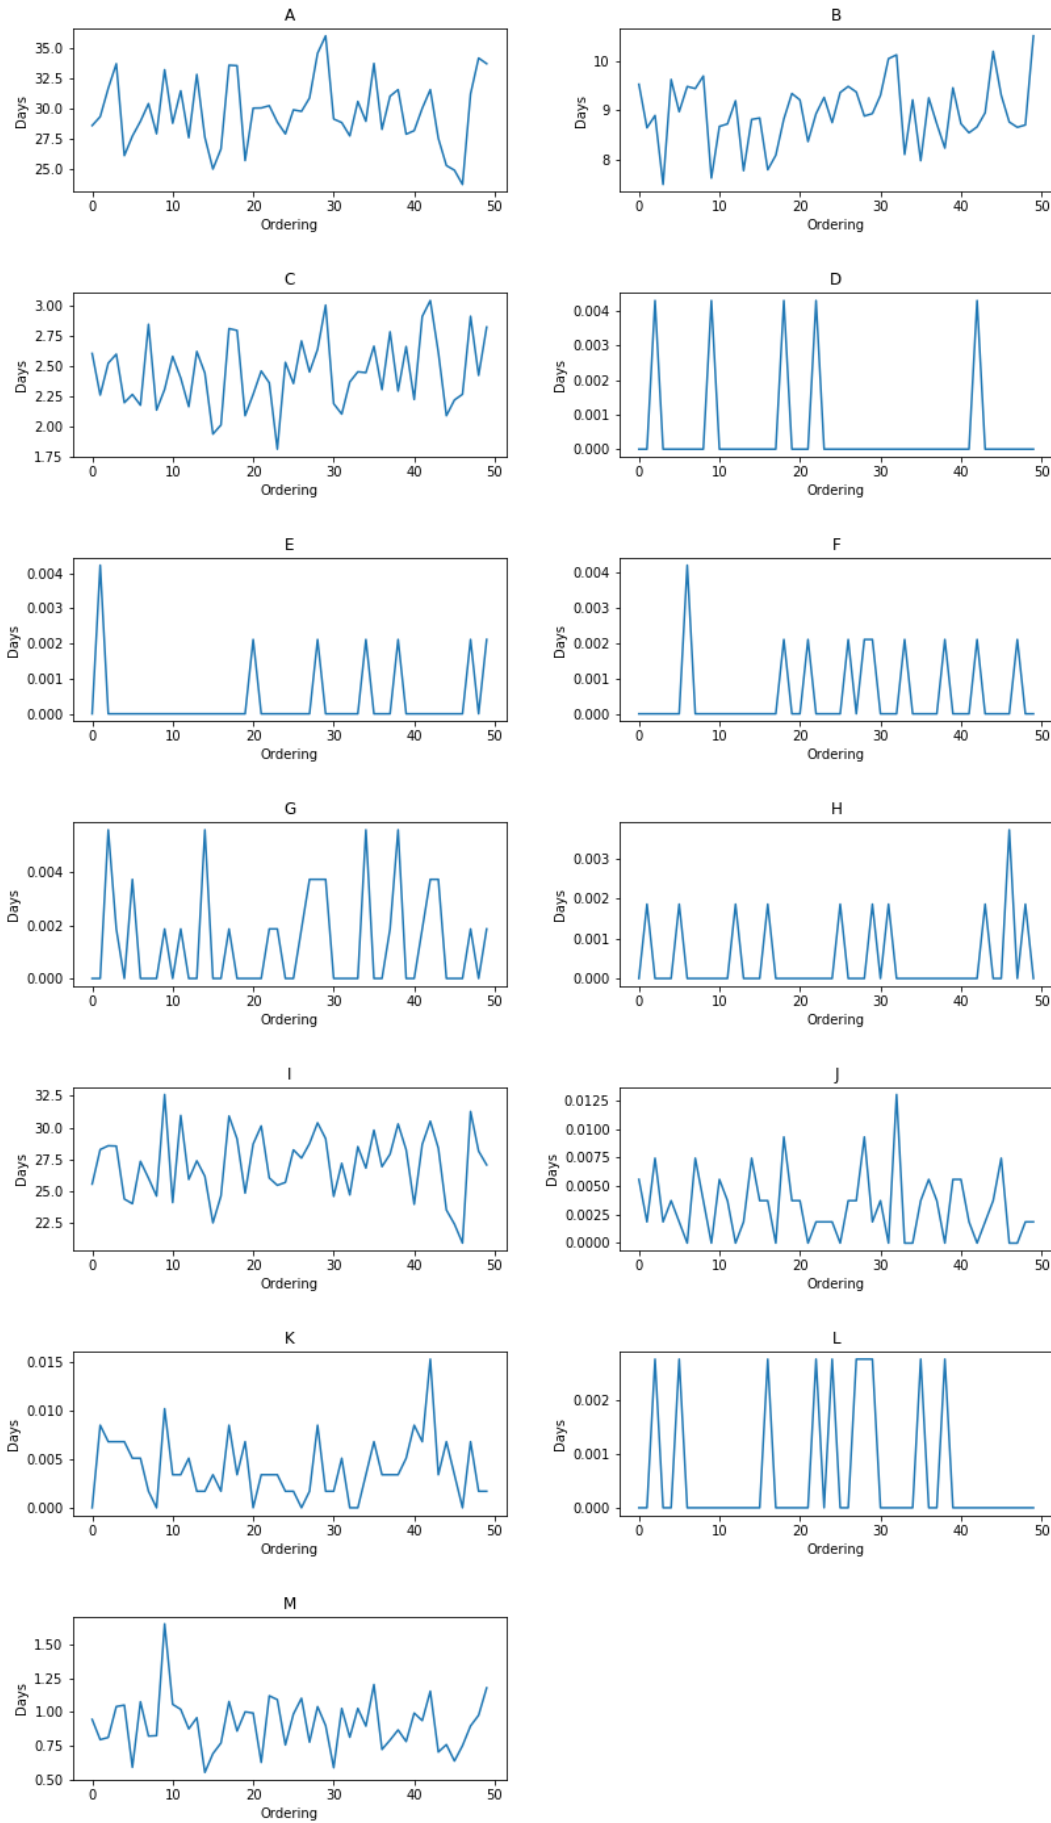 A
Days
35.0
32.5
30.0
27.5
25.0
0 10 20 30 40 50
Ordering
B
Days
10
9
8
0 10 20 30 40 50
Ordering
C
Days
3.00
2.75
2.50
2.25
2.00
1.75
0 10 20 30 40 50
Ordering
D
Days
0.004
0.003
0.002
0.001
0.000
0 10 20 30 40 50
Ordering
E
Days
0.004
0.003
0.002
0.001
0.000
0 10 20 30 40 50
Ordering
F
Days
0.004
0.003
0.002
0.001
0.000
0 10 20 30 40 50
Ordering
G
Days
0.004
0.002
0.000
0 10 20 30 40 50
Ordering
H
Days
0.003
0.002
0.001
0.000
0 10 20 30 40 50
Ordering
I
Days
32.5
30.0
27.5
25.0
22.5
0 10 20 30 40 50
Ordering
J
Days
0.0125
0.0100
0.0075
0.0050
0.0025
0.0000
0 10 20 30 40 50
Ordering
K
Days
0.015
0.010
0.005
0.000
0 10 20 30 40 50
Ordering
L
Days
0.002
0.001
0.000
0 10 20 30 40 50
Ordering
M
Days
1.50
1.25
1.00
0.75
0.50
0 10 20 30 40 50
Ordering